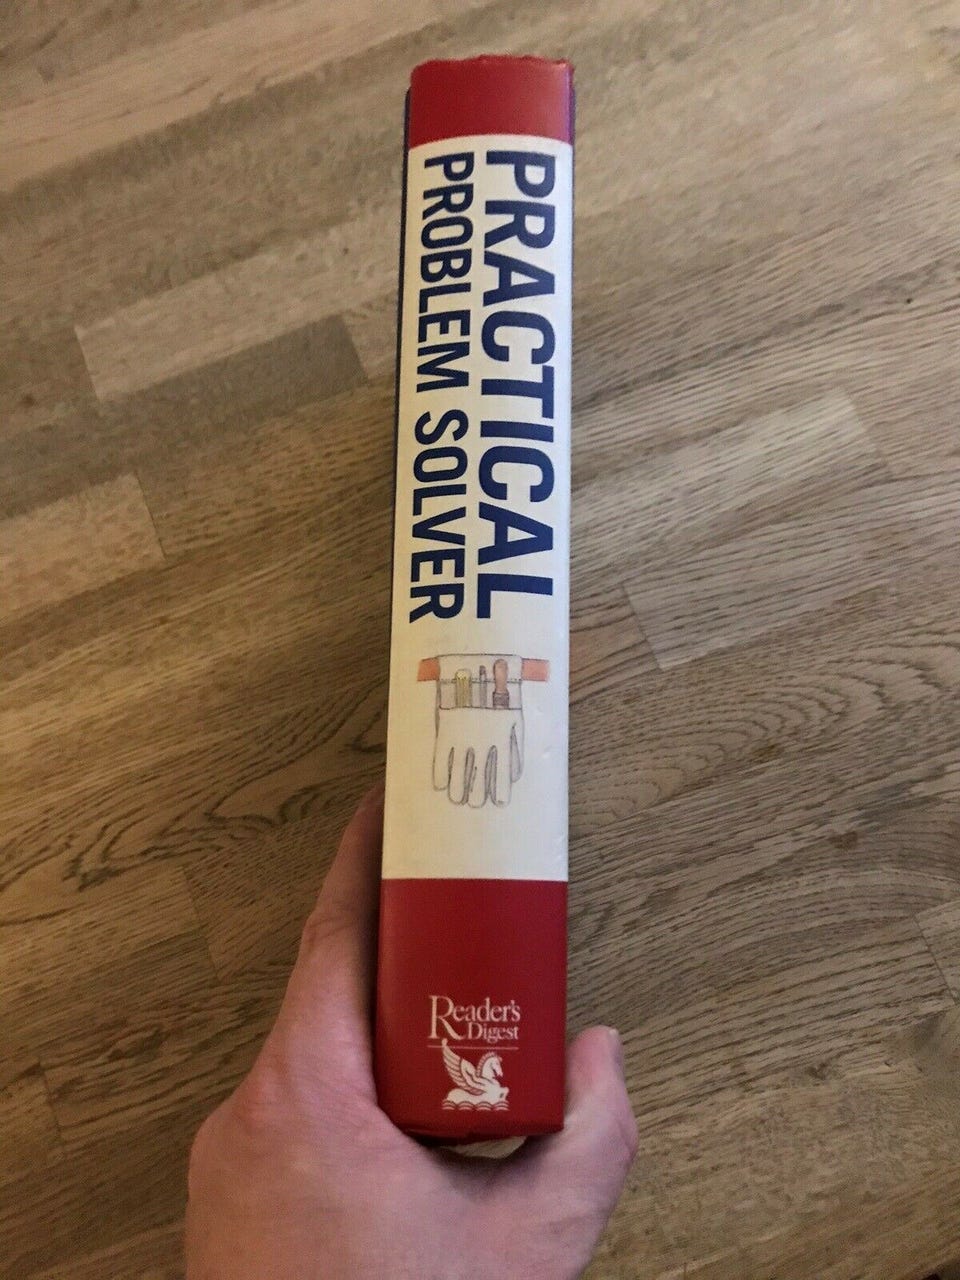 PRACTICAL
PROBLEM SOLVER
Reader's
Digest